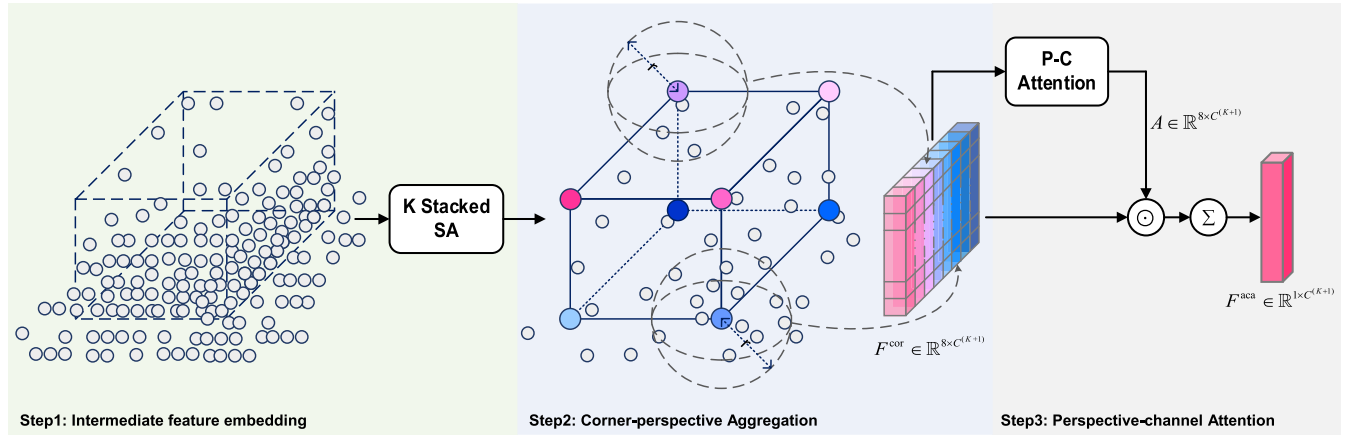 K Stacked
SA
P-C
Attention
A ∈ ℝ^{8×C^{(K+1)}}
⊙
Σ
F^{cor} ∈ ℝ^{8×C^{(K+1)}}
F^{aca} ∈ ℝ^{1×C^{(K+1)}}
Step1: Intermediate feature embedding
Step2: Corner-perspective Aggregation
Step3: Perspective-channel Attention